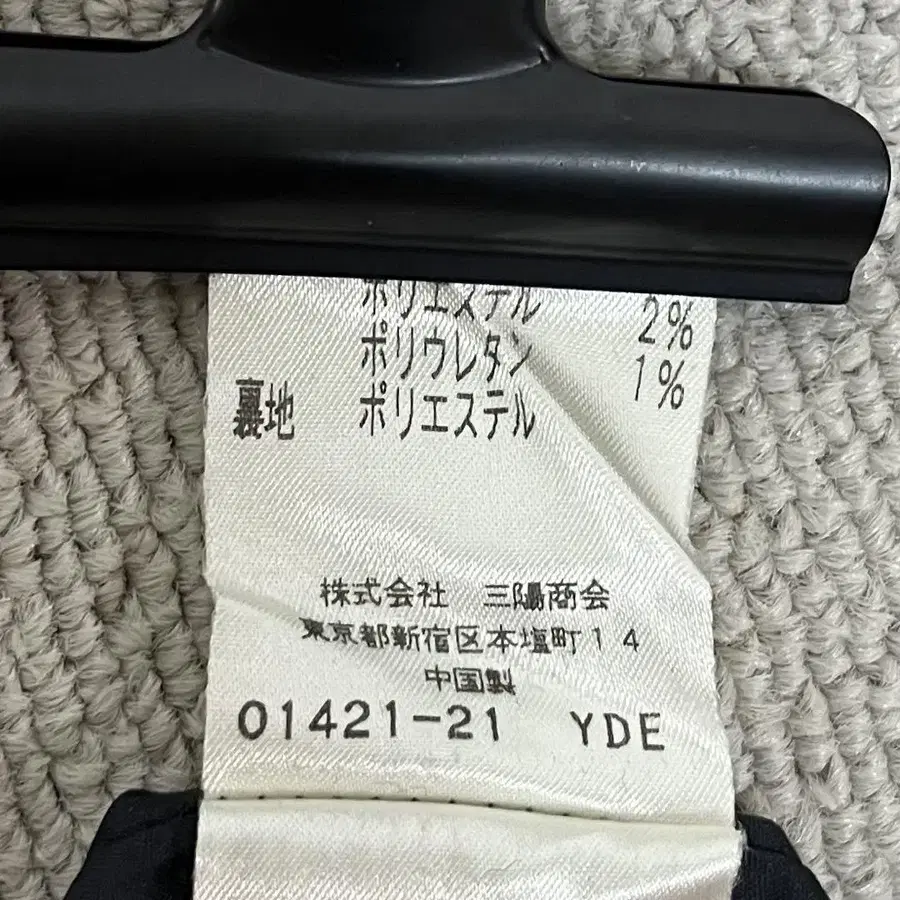 ポリエステル 2%
ポリウレタン 1%
裏地 ポリエステル
株式会社 三陽商会
東京都新宿区本塩町14
中国製
01421-21 YDE